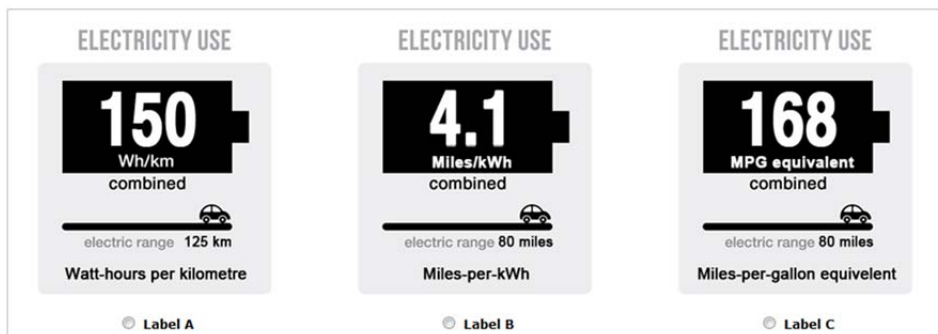 ELECTRICITY USE
150
Wh/km
combined
electric range 125 km
Watt-hours per kilometre
Label A
ELECTRICITY USE
4.1
Miles/kWh
combined
electric range 80 miles
Miles-per-kWh
Label B
ELECTRICITY USE
168
MPG equivalent
combined
electric range 80 miles
Miles-per-gallon equivelent
Label C